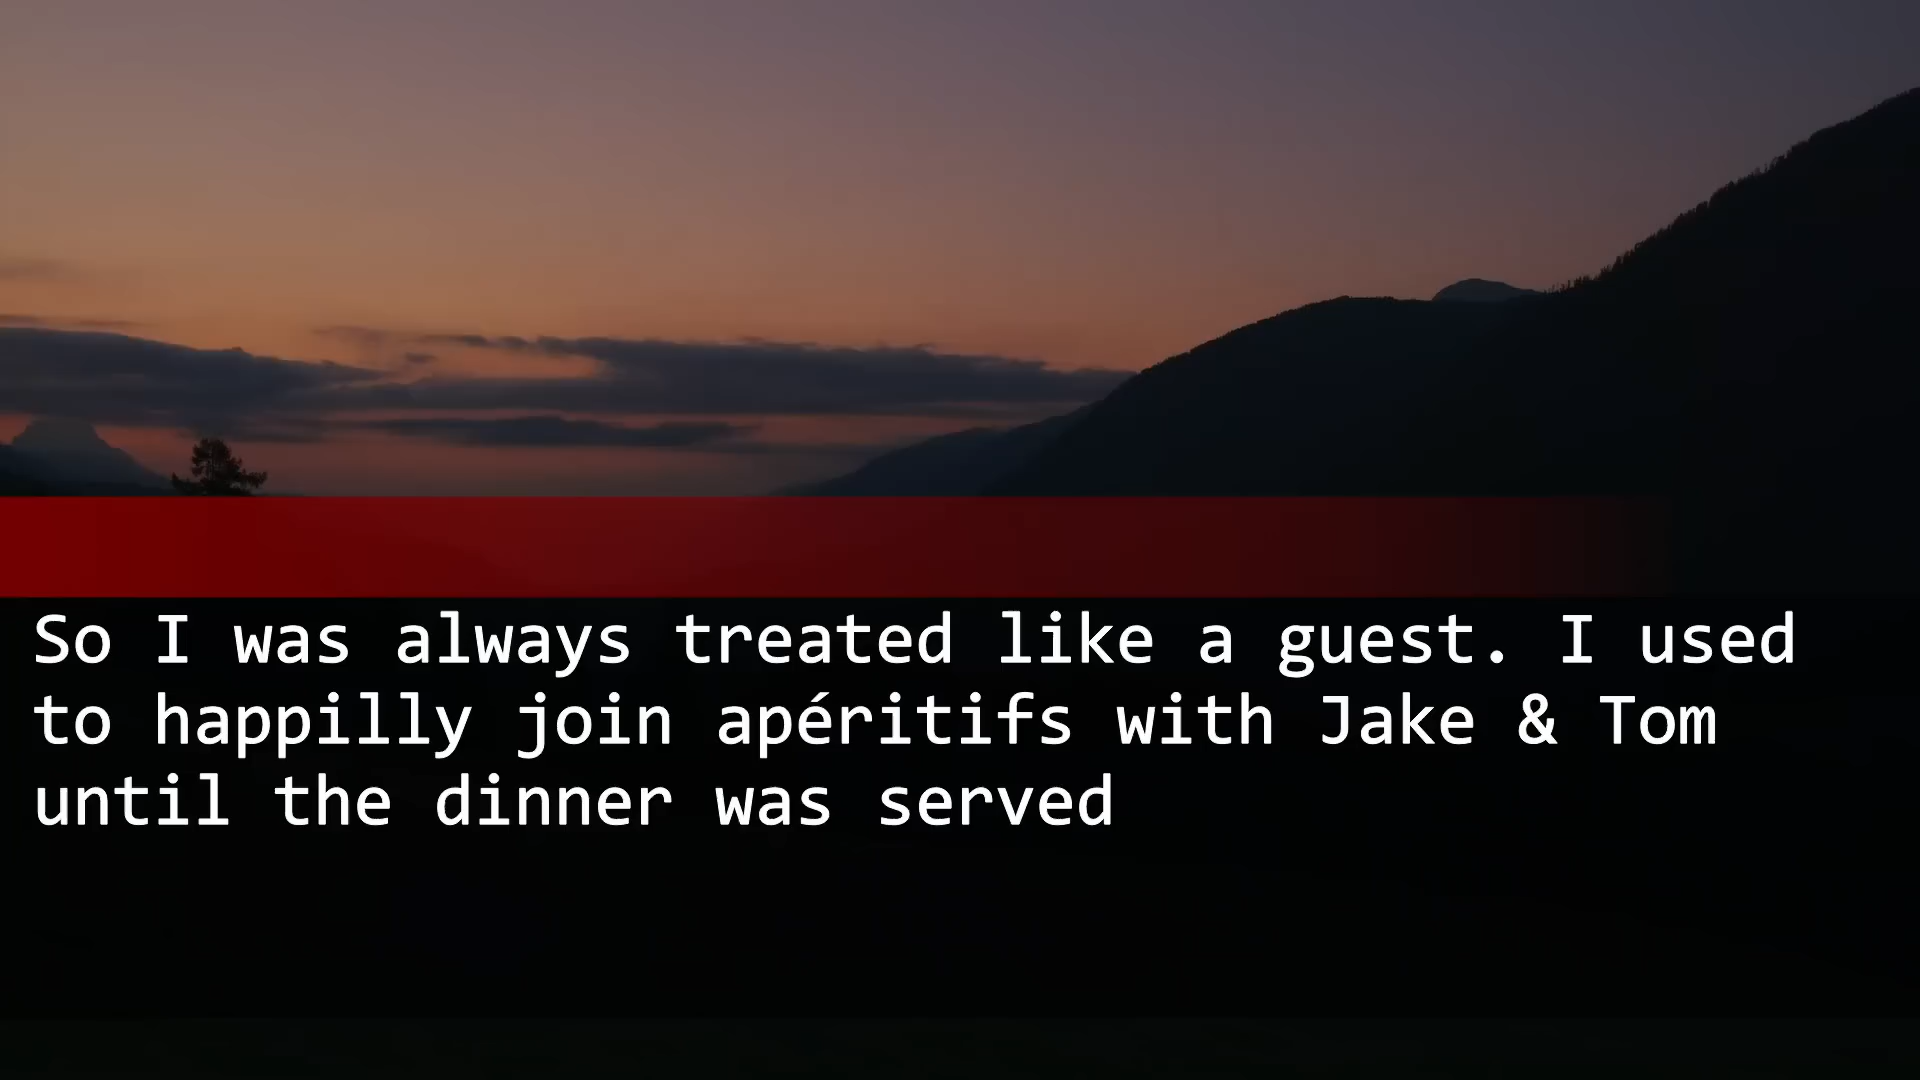 So I was always treated like a guest. I used
to happilly join apéritifs with Jake & Tom
until the dinner was served